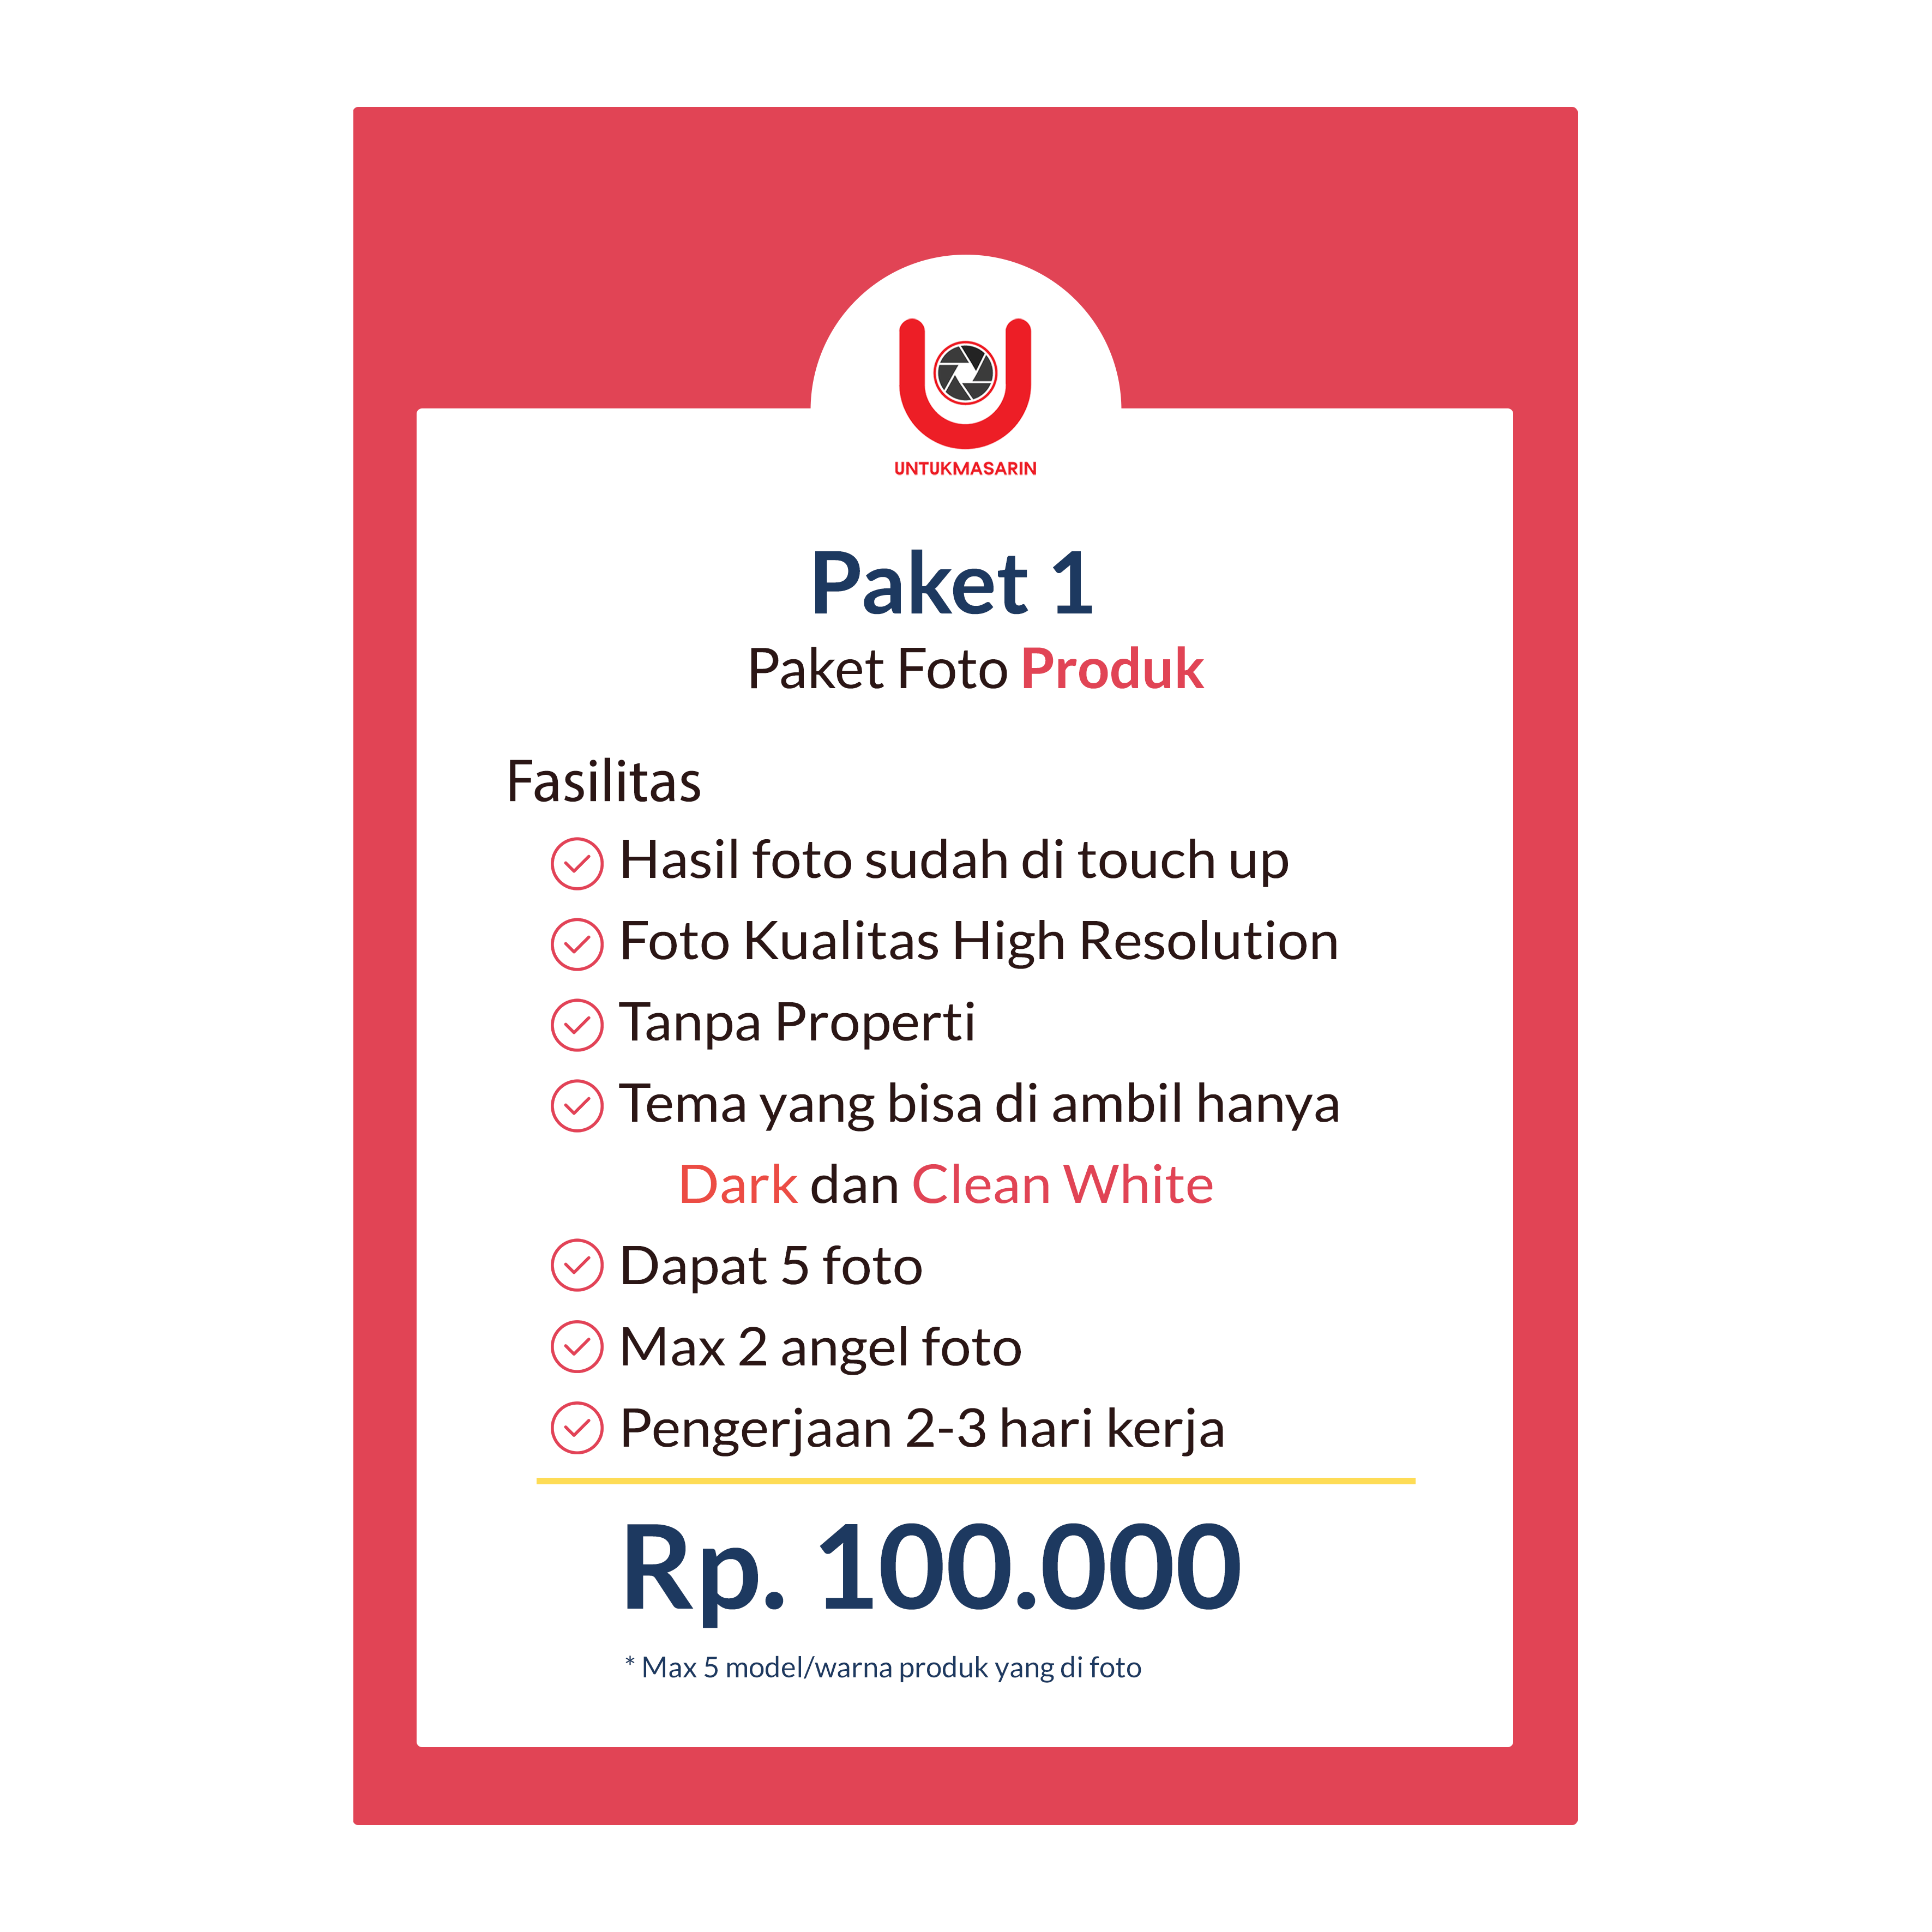 UNTUKMASARIN
Paket 1
Paket Foto Produk
Fasilitas
Hasil foto sudah di touch up
Foto Kualitas High Resolution
Tanpa Properti
Tema yang bisa di ambil hanya
Dark dan Clean White
Dapat 5 foto
Max 2 angel foto
Pengerjaan 2-3 hari kerja
Rp. 100.000
* Max 5 model/warna produk yang di foto